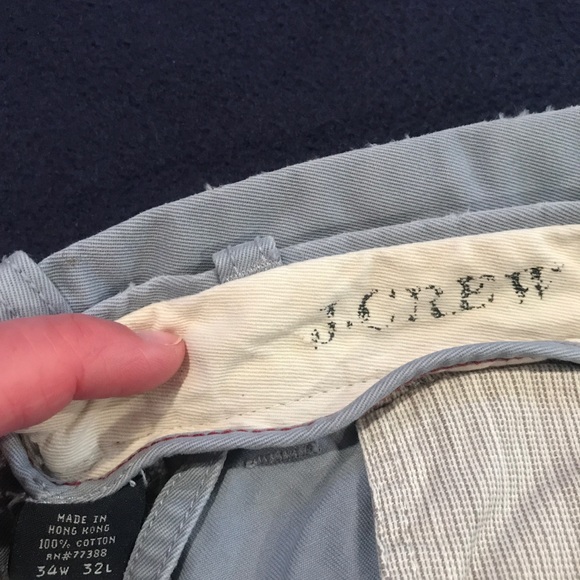 J.CREW
MADE IN
HONG KONG
100% COTTON
RN#77388
34W 32L